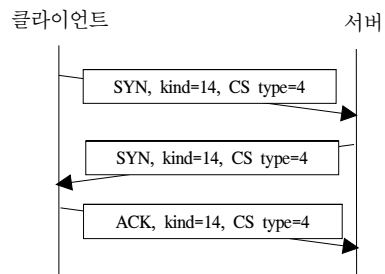 클라이언트
서버
SYN, kind=14, CS type=4
SYN, kind=14, CS type=4
ACK, kind=14, CS type=4